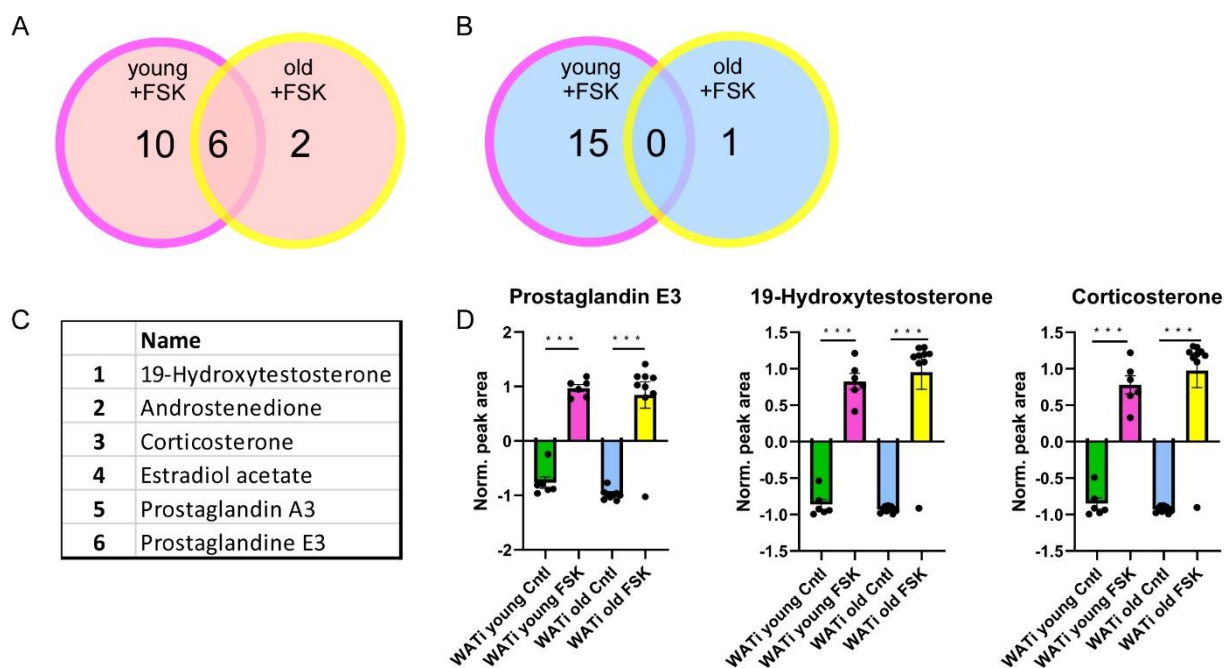 A
young
+FSK
old
+FSK
10
6
2
B
young
+FSK
old
+FSK
15
0
1
C
Name
1 19-Hydroxytestosterone
2 Androstenedione
3 Corticosterone
4 Estradiol acetate
5 Prostaglandin A3
6 Prostaglandine E3
D
Prostaglandin E3
Norm. peak area
2
1
0
-1
-2
* * *
* * *
WATi young Cntl
WATi young FSK
WATi old Cntl
WATi old FSK
19-Hydroxytestosterone
Norm. peak area
1.5
1.0
0.5
0.0
-0.5
-1.0
-1.5
* * *
* * *
WATi young Cntl
WATi young FSK
WATi old Cntl
WATi old FSK
Corticosterone
Norm. peak area
1.5
1.0
0.5
0.0
-0.5
-1.0
-1.5
* * *
* * *
WATi young Cntl
WATi young FSK
WATi old Cntl
WATi old FSK